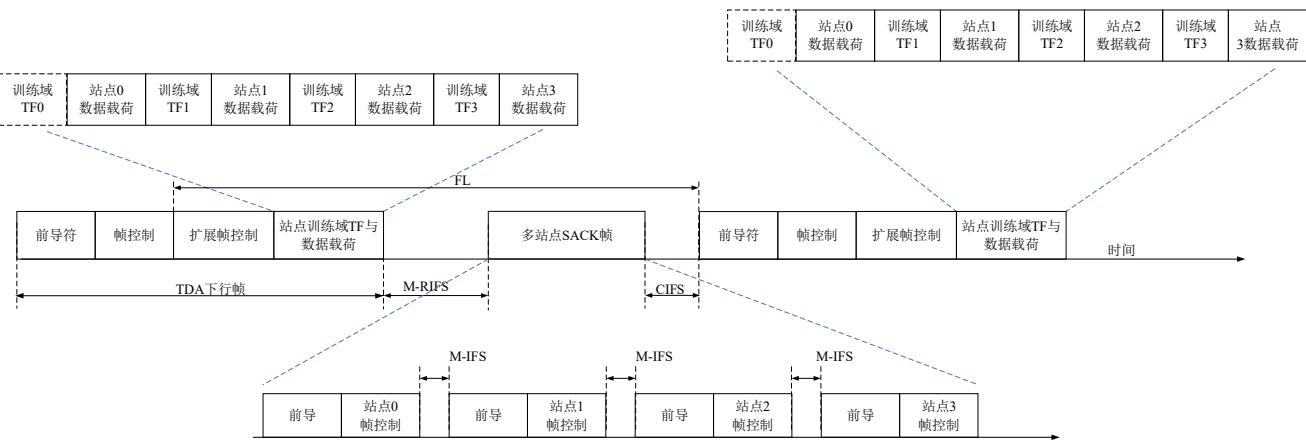 训练域
TF0
站点0
数据载荷
训练域
TF1
站点1
数据载荷
训练域
TF2
站点2
数据载荷
训练域
TF3
站点
3数据载荷
训练域
TF0
站点0
数据载荷
训练域
TF1
站点1
数据载荷
训练域
TF2
站点2
数据载荷
训练域
TF3
站点3
数据载荷
FL
前导符
帧控制
扩展帧控制
站点训练域TF与
数据载荷
多站点SACK帧
前导符
帧控制
扩展帧控制
站点训练域TF与
数据载荷
时间
TDA下行帧
M-RIFS
CIFS
M-IFS
M-IFS
M-IFS
前导
站点0
帧控制
前导
站点1
帧控制
前导
站点2
帧控制
前导
站点3
帧控制